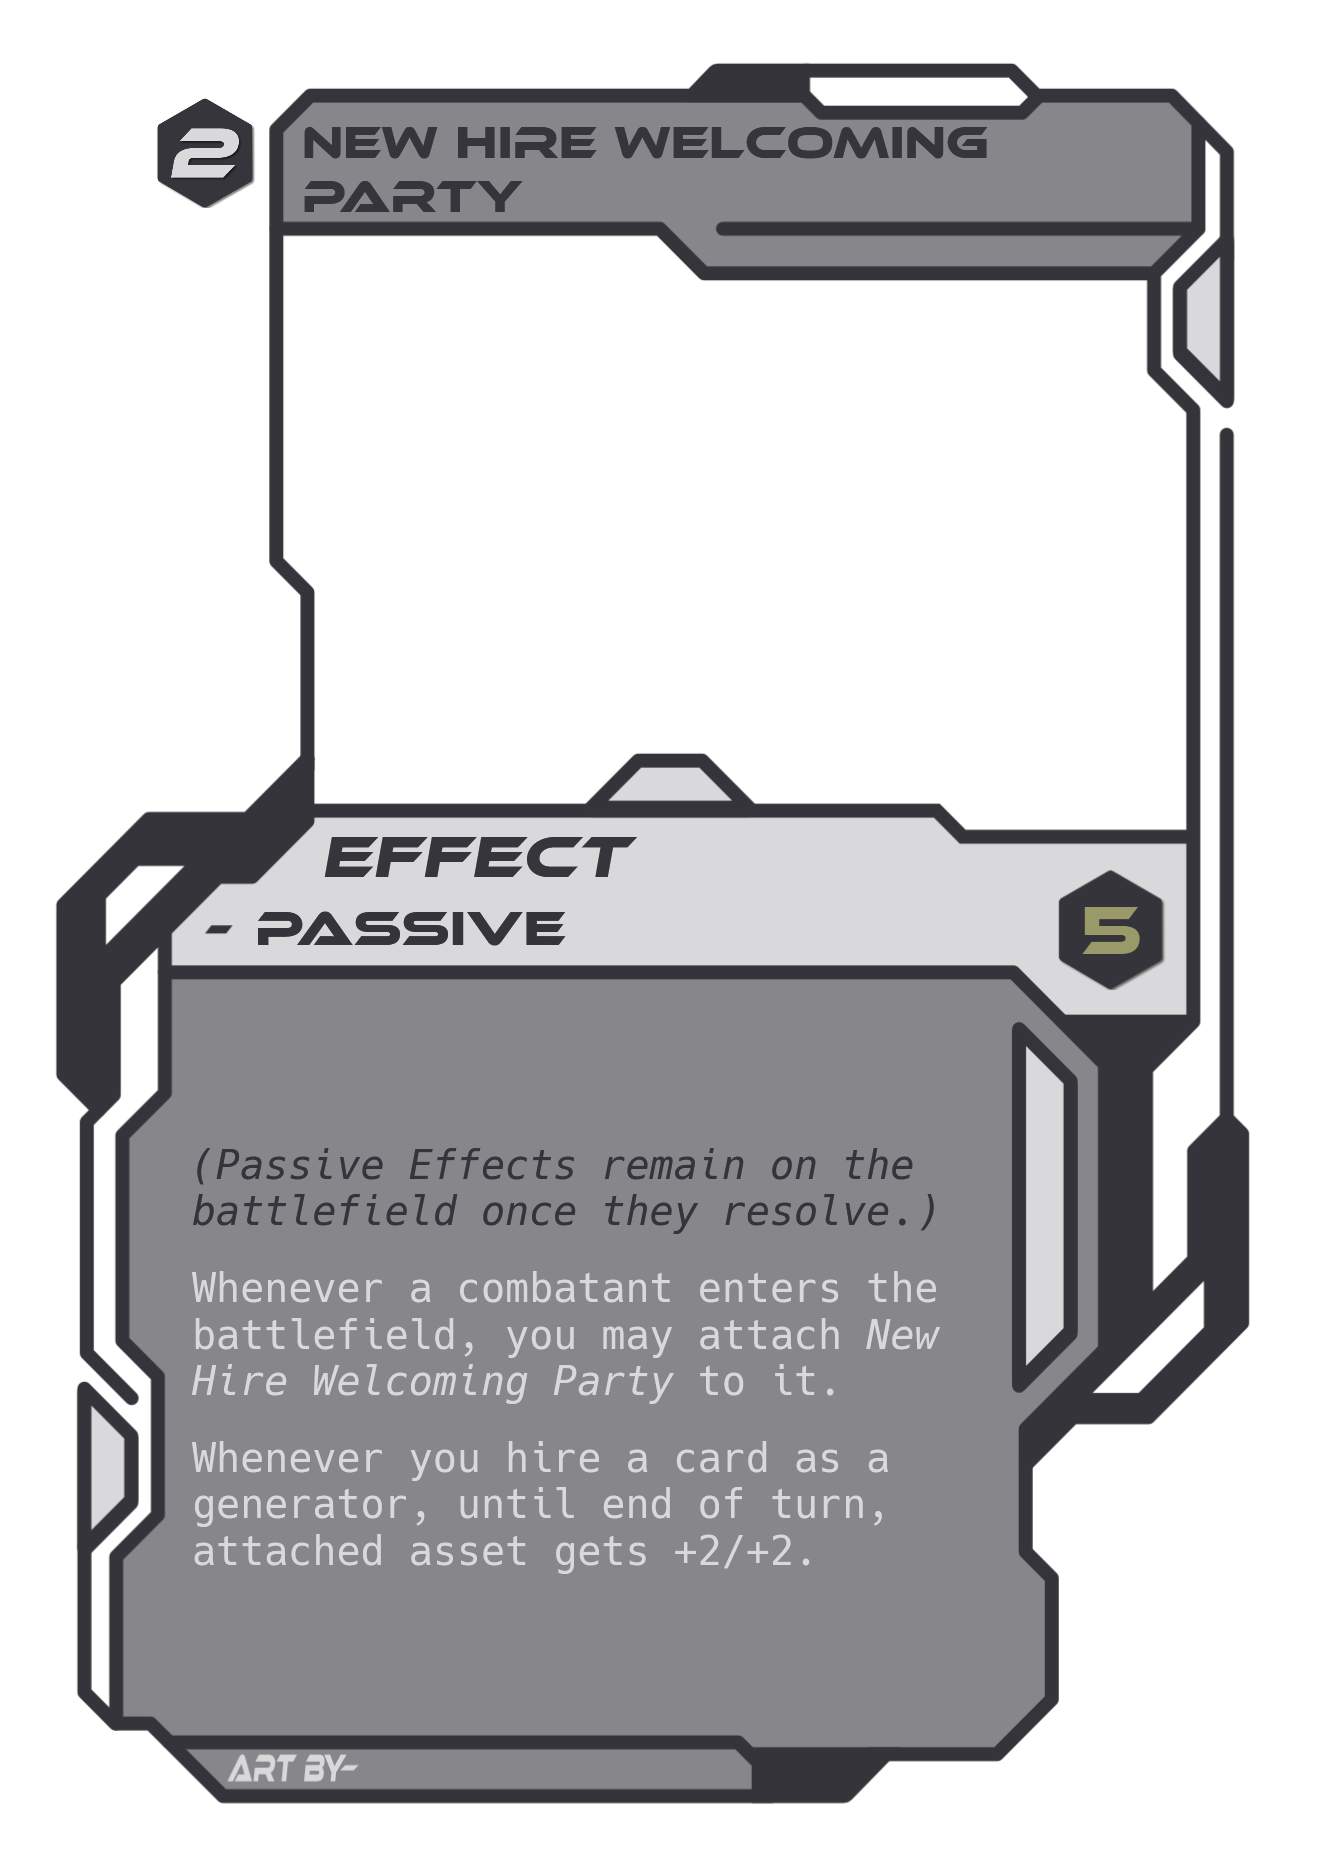 2
NEW HIRE WELCOMING
PARTY
EFFECT
- PASSIVE
5
(Passive Effects remain on the
battlefield once they resolve.)
Whenever a combatant enters the
battlefield, you may attach New
Hire Welcoming Party to it.
Whenever you hire a card as a
generator, until end of turn,
attached asset gets +2/+2.
ART BY-